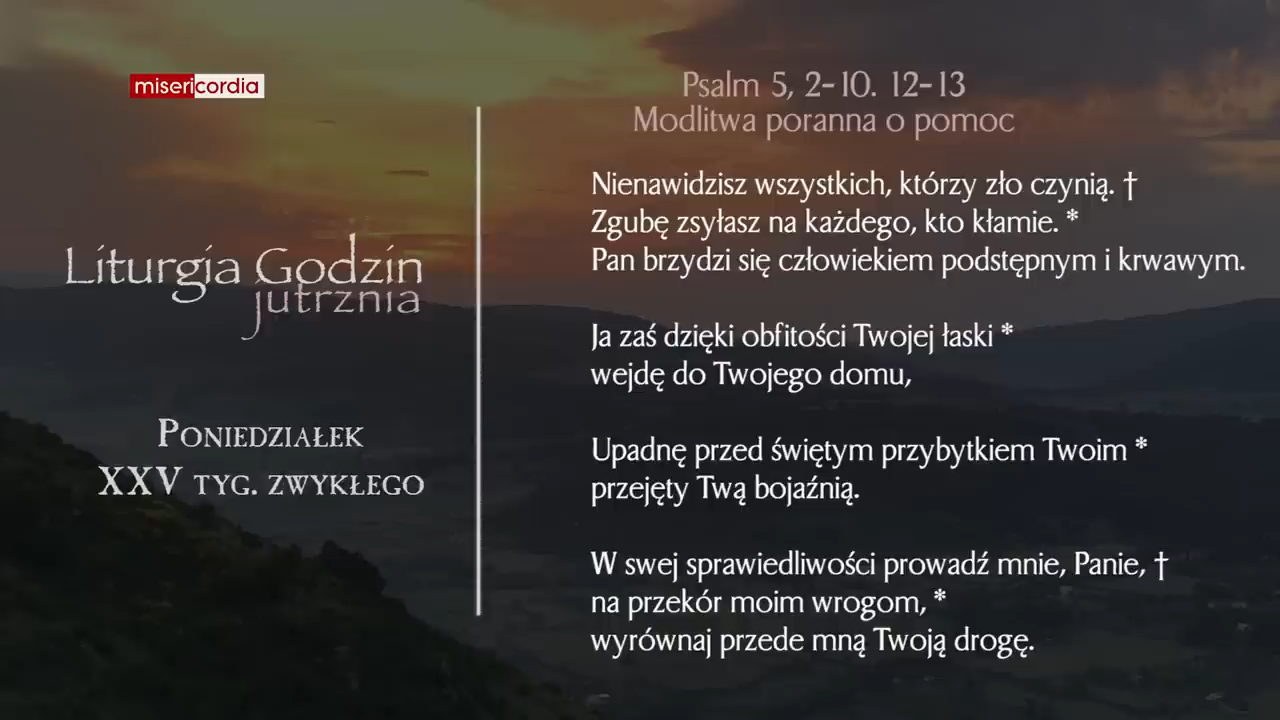 misericordia
Liturgia Godzin
jutrznia
Poniedziałek
XXV tyg. zwykłego
Psalm 5, 2-10. 12-13
Modlitwa poranna o pomoc
Nienawidzisz wszystkich, którzy zło czynią. †
Zgubę zsyłasz na każdego, kto kłamie. *
Pan brzydzi się człowiekiem podstępnym i krwawym.
Ja zaś dzięki obfitości Twojej łaski *
wejdę do Twojego domu,
Upadnę przed świętym przybytkiem Twoim *
przejęty Twą bojaźnią.
W swej sprawiedliwości prowadź mnie, Panie, †
na przekór moim wrogom, *
wyrównaj przede mną Twoją drogę.